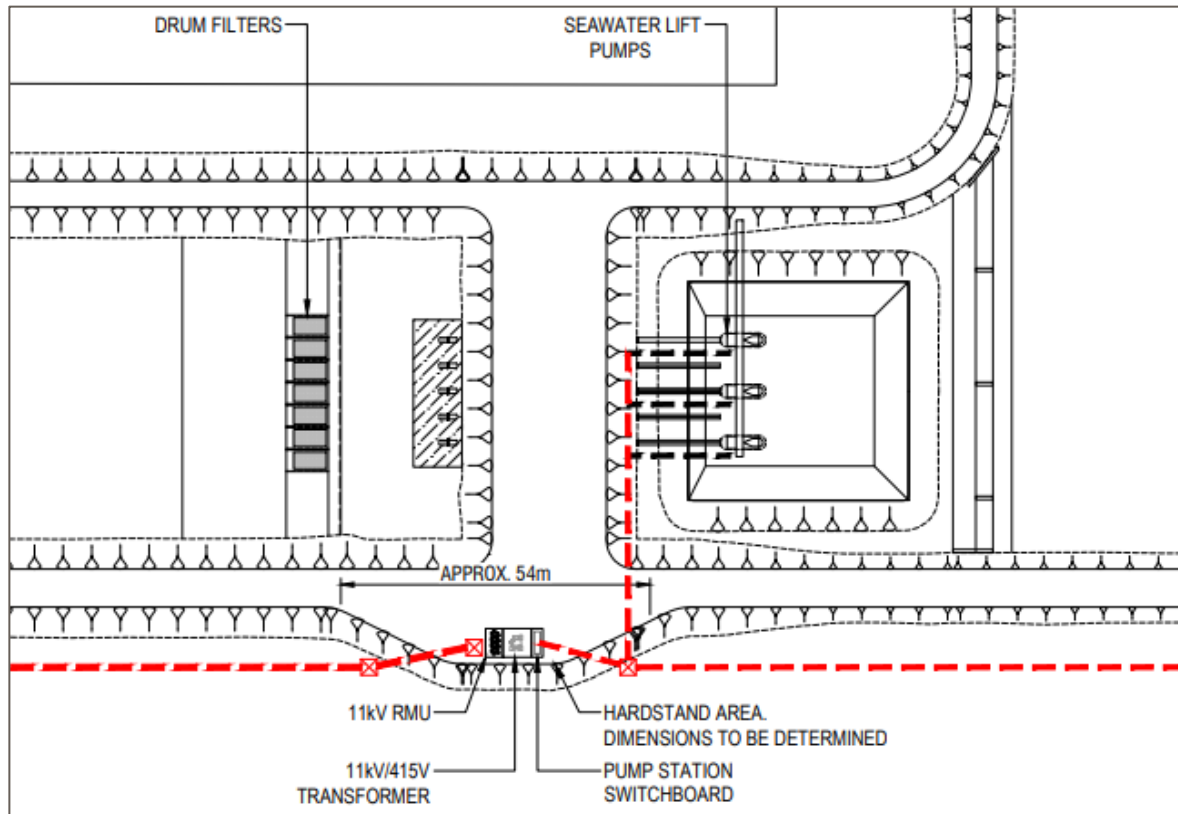 DRUM FILTERS
SEAWATER LIFT
PUMPS
APPROX. 54m
11kV RMU
HARDSTAND AREA.
DIMENSIONS TO BE DETERMINED
11kV/415V
TRANSFORMER
PUMP STATION
SWITCHBOARD